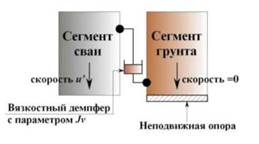 Сегмент
сваи
Сегмент
грунта
скорость u'
скорость =0
Вязкостный демпфер
с параметром Jv
Неподвижная опора